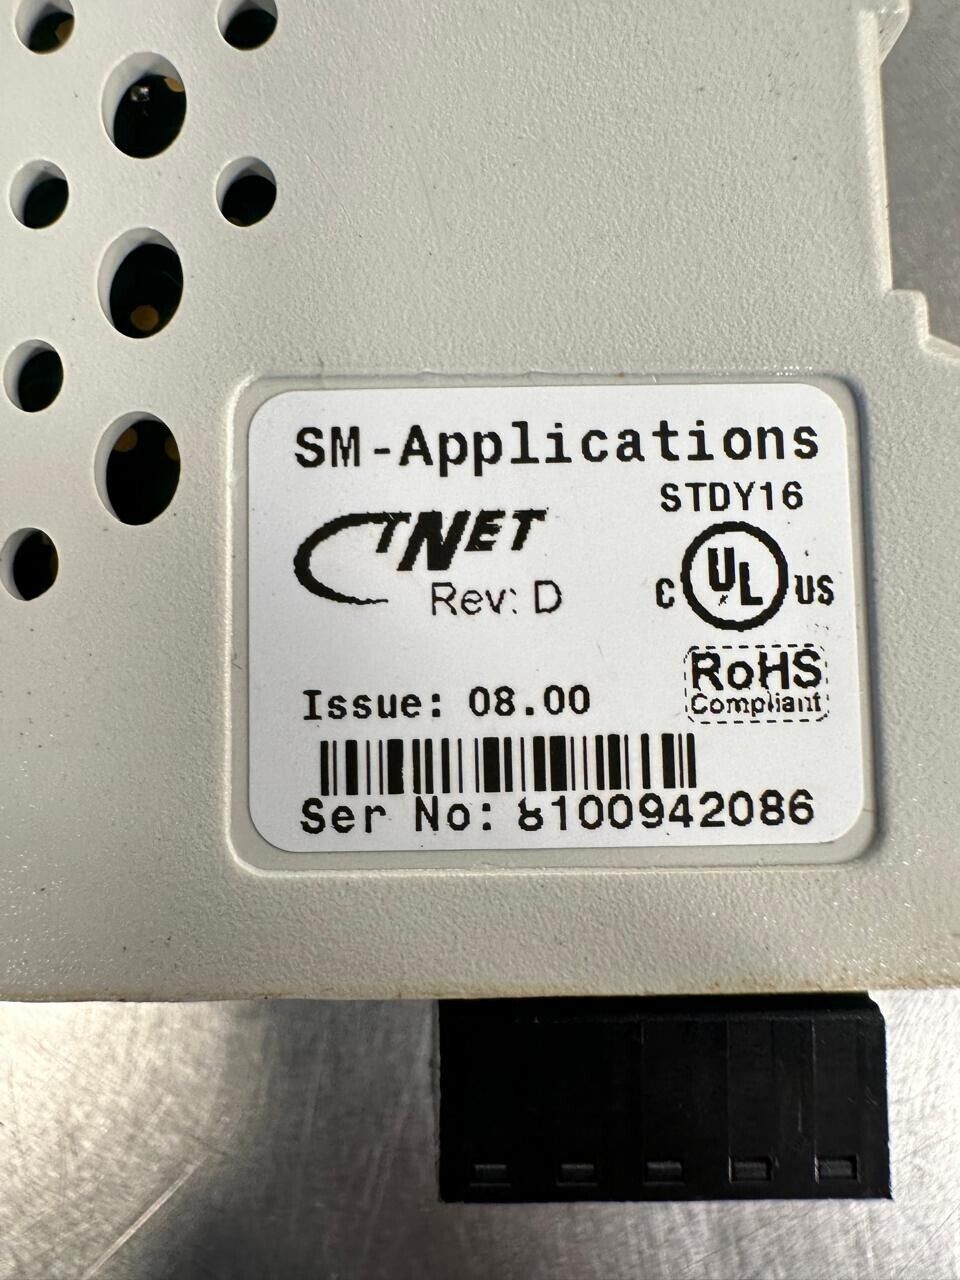 SM-Applications
STDY16
CTNET
Rev: D
C UL US
RoHS
Compliant
Issue: 08.00
Ser No: 8100942086